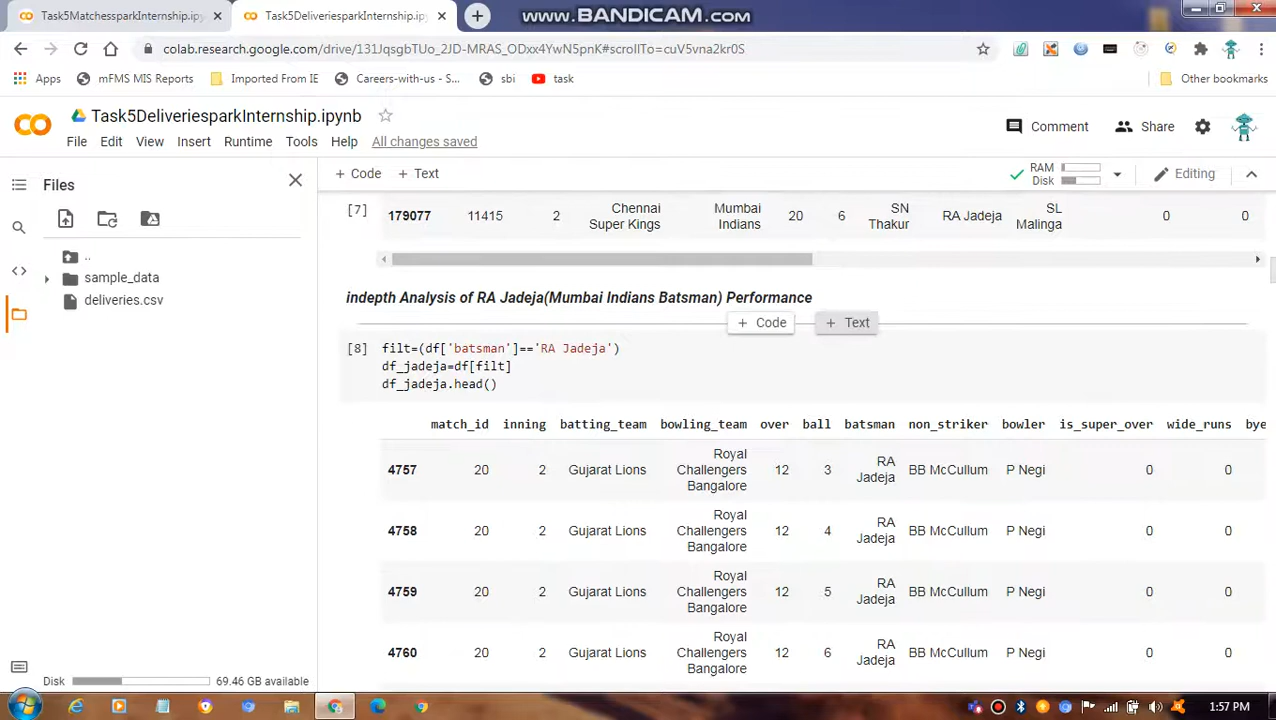 Task5MatchessparkInternship.ipy
Task5DeliveriesparkInternship.ipy
www.BANDICAM.com
colab.research.google.com/drive/131JqsgbTUo_2JD-MRAS_ODxx4YwN5pnK#scrollTo=cuV5vna2kr0S
Apps mFMS MIS Reports Imported From IE Careers-with-us - S... sbi task Other bookmarks
CO Task5DeliveriesparkInternship.ipynb
Comment Share
File Edit View Insert Runtime Tools Help All changes saved
Files
+ Code + Text
RAM
Disk
Editing
..
sample_data
deliveries.csv
[7] 179077 11415 2 Chennai Super Kings Mumbai Indians 20 6 SN Thakur RA Jadeja SL Malinga 0 0
indepth Analysis of RA Jadeja(Mumbai Indians Batsman) Performance
+ Code + Text
[8] filt=(df['batsman']=='RA Jadeja')
df_jadeja=df[filt]
df_jadeja.head()
match_id inning batting_team bowling_team over ball batsman non_striker bowler is_super_over wide_runs bye
4757 20 2 Gujarat Lions Royal Challengers Bangalore 12 3 RA Jadeja BB McCullum P Negi 0 0
4758 20 2 Gujarat Lions Royal Challengers Bangalore 12 4 RA Jadeja BB McCullum P Negi 0 0
4759 20 2 Gujarat Lions Royal Challengers Bangalore 12 5 RA Jadeja BB McCullum P Negi 0 0
4760 20 2 Gujarat Lions Royal Challengers Bangalore 12 6 RA Jadeja BB McCullum P Negi 0 0
Disk 69.46 GB available
1:57 PM